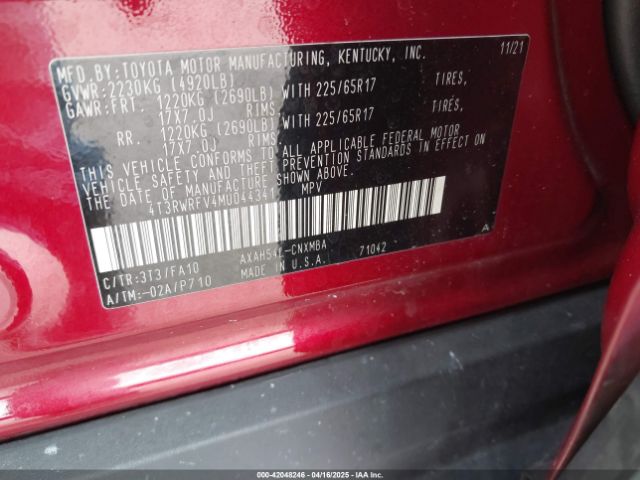 MFD.BY:TOYOTA MOTOR MANUFACTURING, KENTUCKY, INC. 11/21
GVWR:2230KG (4920LB)
GAWR:FRT. 1220KG (2690LB)WITH 225/65R17 TIRES,
17X7.0J RIMS,
RR. 1220KG (2690LB)WITH 225/65R17 TIRES,
17X7.0J RIMS.
THIS VEHICLE CONFORMS TO ALL APPLICABLE FEDERAL MOTOR
VEHICLE SAFETY AND THEFT PREVENTION STANDARDS IN EFFECT ON
THE DATE OF MANUFACTURE SHOWN ABOVE.
4T3RWRFV4MU044341 MPV
C/TR:3T3/FA10 AXAH54L-CNXMBA A
A/TM:-02A/P710 MADE IN U.S.A. 71042
000-42048246 - 04/16/2025 - IAAI.COM